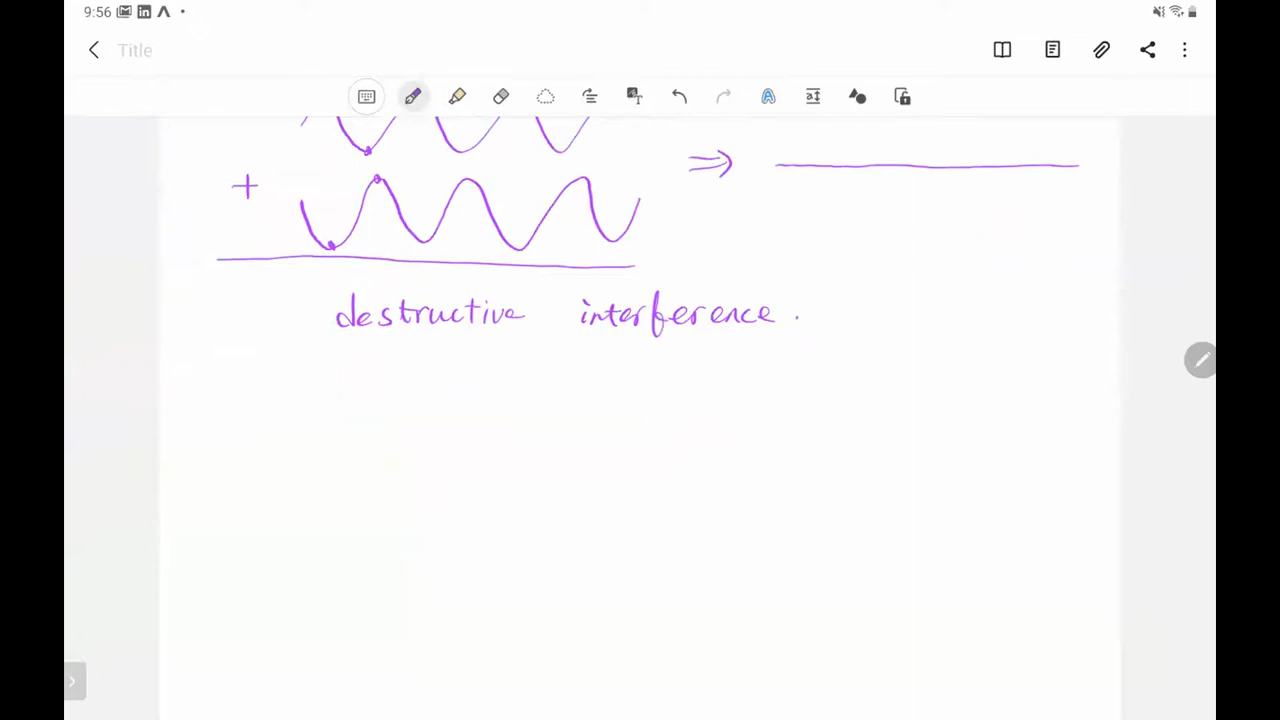 9:56
Title
+ ⇒
destructive interference.